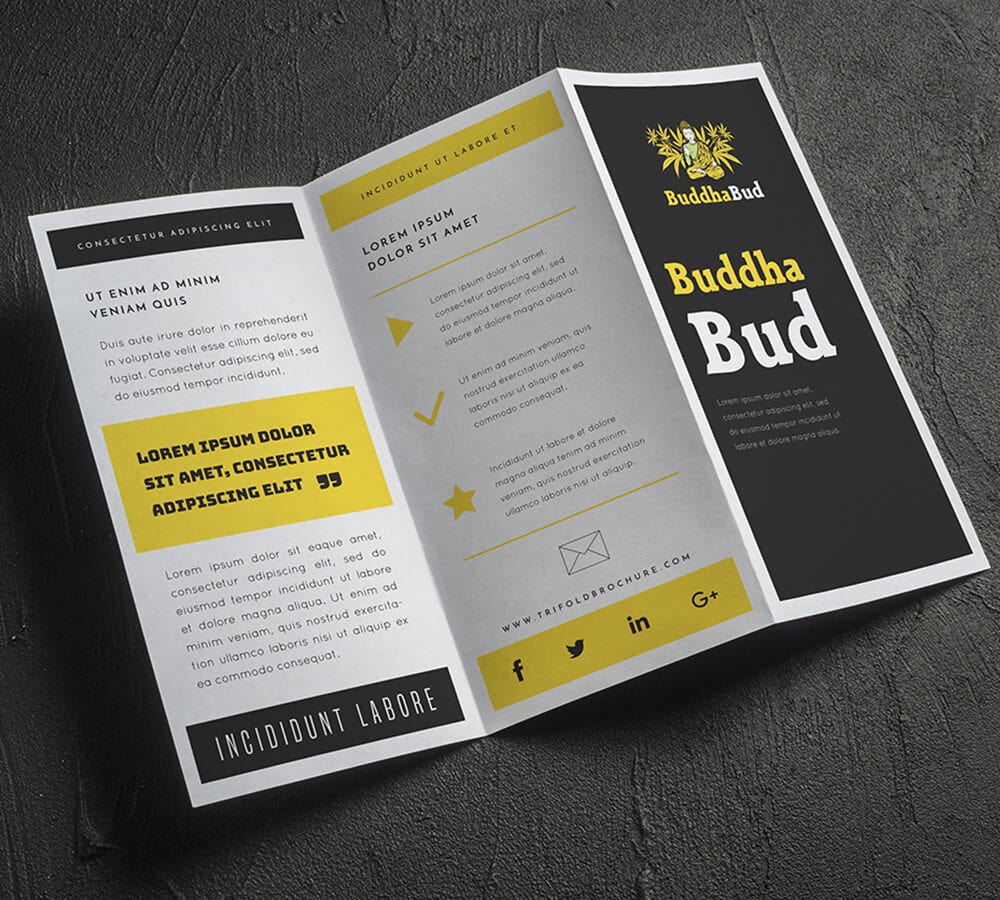 CONSECTETUR ADIPISCING ELIT
UT ENIM AD MINIM
VENIAM QUIS
Duis aute irure dolor in reprehenderit
in voluptate velit esse cillum dolore eu
fugiat. Consectetur adipiscing elit, sed
do eiusmod tempor incididunt.
LOREM IPSUM DOLOR
SIT AMET, CONSECTETUR
ADIPISCING ELIT ”
Lorem ipsum dolor sit eaque amet,
consectetur adipiscing elit, sed do
eiusmod tempor incididunt ut labore
et dolore magna aliqua. Ut enim ad
minim veniam, quis nostrud exercita-
tion ullamco laboris nisi ut aliquip ex
ea commodo consequat.
INCIDIDUNT LABORE
INCIDIDUNT UT LABORE ET
LOREM IPSUM
DOLOR SIT AMET
Lorem ipsum dolor sit amet,
consectetur adipiscing elit, sed
do eiusmod tempor incididunt ut
labore et dolore magna aliqua.
Ut enim ad minim veniam, quis
nostrud exercitation ullamco
laboris nisi ut aliquip ex ea
commodo consequat.
Incididunt ut labore et dolore
magna aliqua tenim ad minim
veniam, quis nostrud exercitation
ullamco laboris nisi ut aliquip.
WWW.TRIFOLDBROCHURE.COM
f in G+
BuddhaBud
Buddha
Bud
Lorem ipsum dolor sit amet,
consectetur adipiscing elit, sed
do eiusmod tempor incididunt ut
labore et dolore magna aliqua.